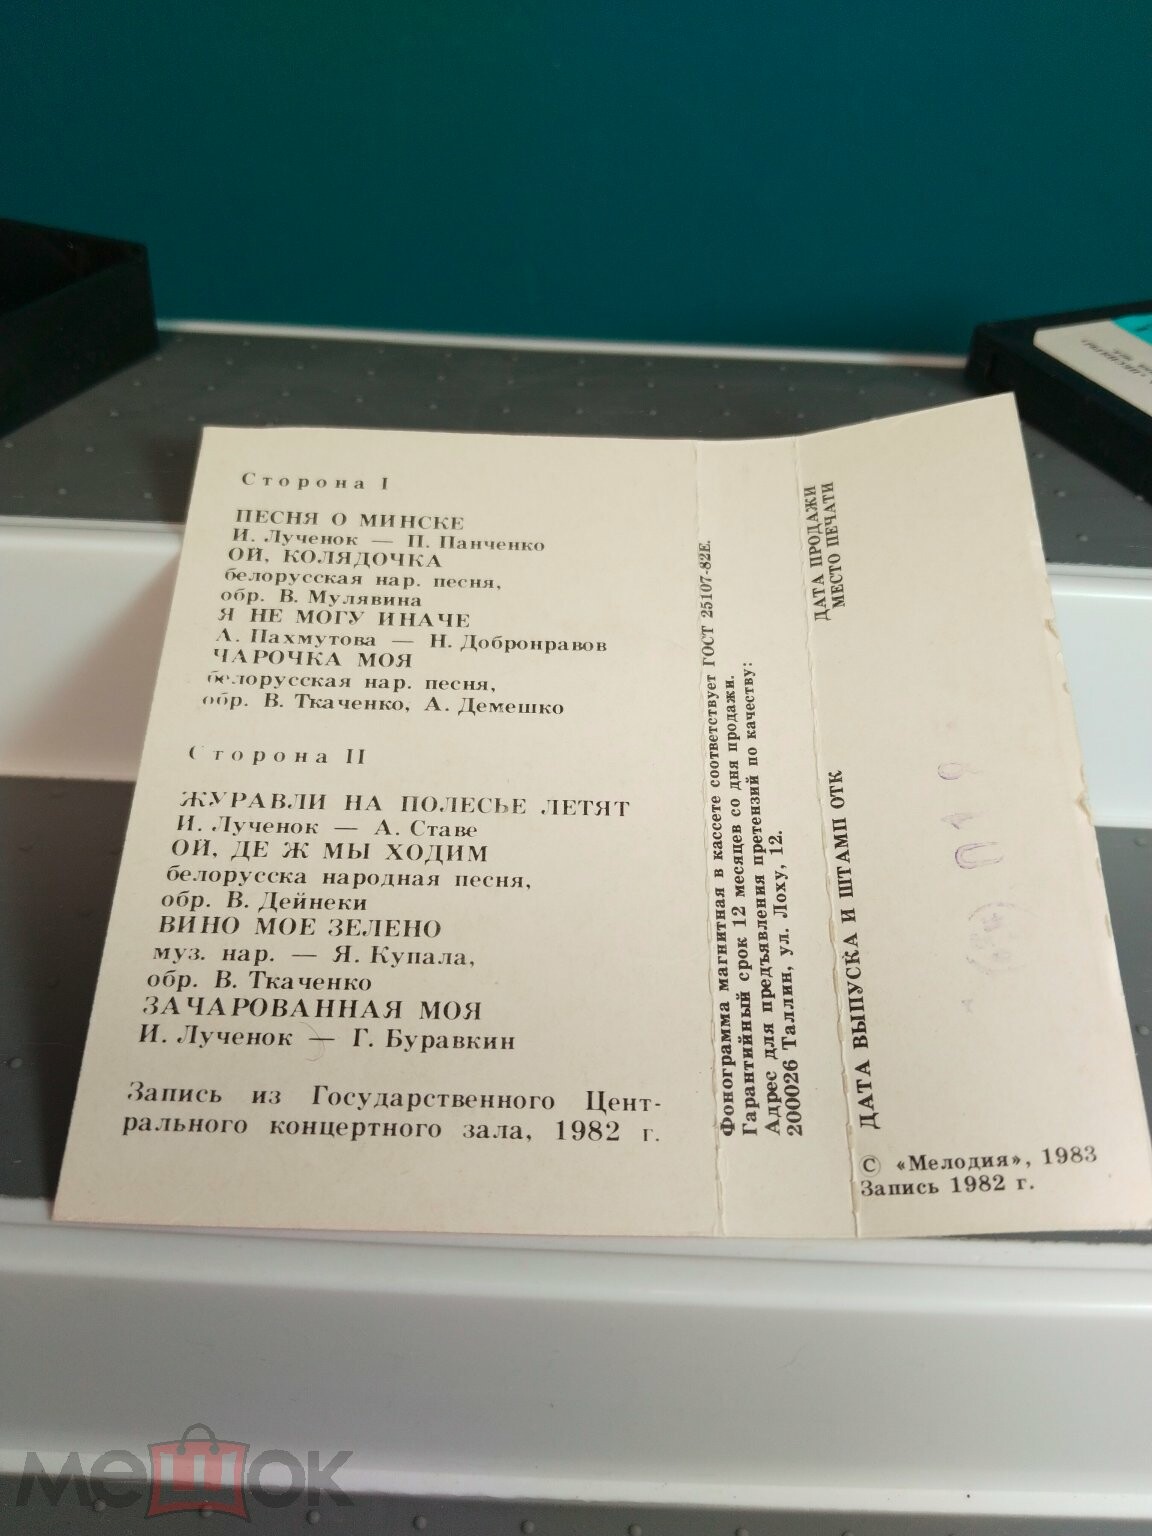 Сторона I
ПЕСНЯ О МИНСКЕ
И. Лученок — П. Панченко
ОЙ, КОЛЯДОЧКА
белорусская нар. песня,
обр. В. Мулявина
Я НЕ МОГУ ИНАЧЕ
А. Пахмутова — Н. Добронравов
ЧАРОЧКА МОЯ
белорусская нар. песня,
обр. В. Ткаченко, А. Демешко
Сторона II
ЖУРАВЛИ НА ПОЛЕСЬЕ ЛЕТЯТ
И. Лученок — А. Ставе
ОЙ, ДЕ Ж МЫ ХОДИМ
белорусска народная песня,
обр. В. Дейнеки
ВИНО МОЕ ЗЕЛЕНО
муз. нар. — Я. Купала,
обр. В. Ткаченко
ЗАЧАРОВАННАЯ МОЯ
И. Лученок — Г. Буравкин
Запись из Государственного Цент-
рального концертного зала, 1982 г.
Фонограмма магнитная в кассете соответствует ГОСТ 25107-82Е.
Гарантийный срок 12 месяцев со дня продажи.
Адрес для предъявления претензий по качеству:
200026 Таллин, ул. Лоху, 12.
ДАТА ПРОДАЖИ
МЕСТО ПЕЧАТИ
ДАТА ВЫПУСКА И ШТАМП ОТК
© «Мелодия», 1983
Запись 1982 г.
мешок